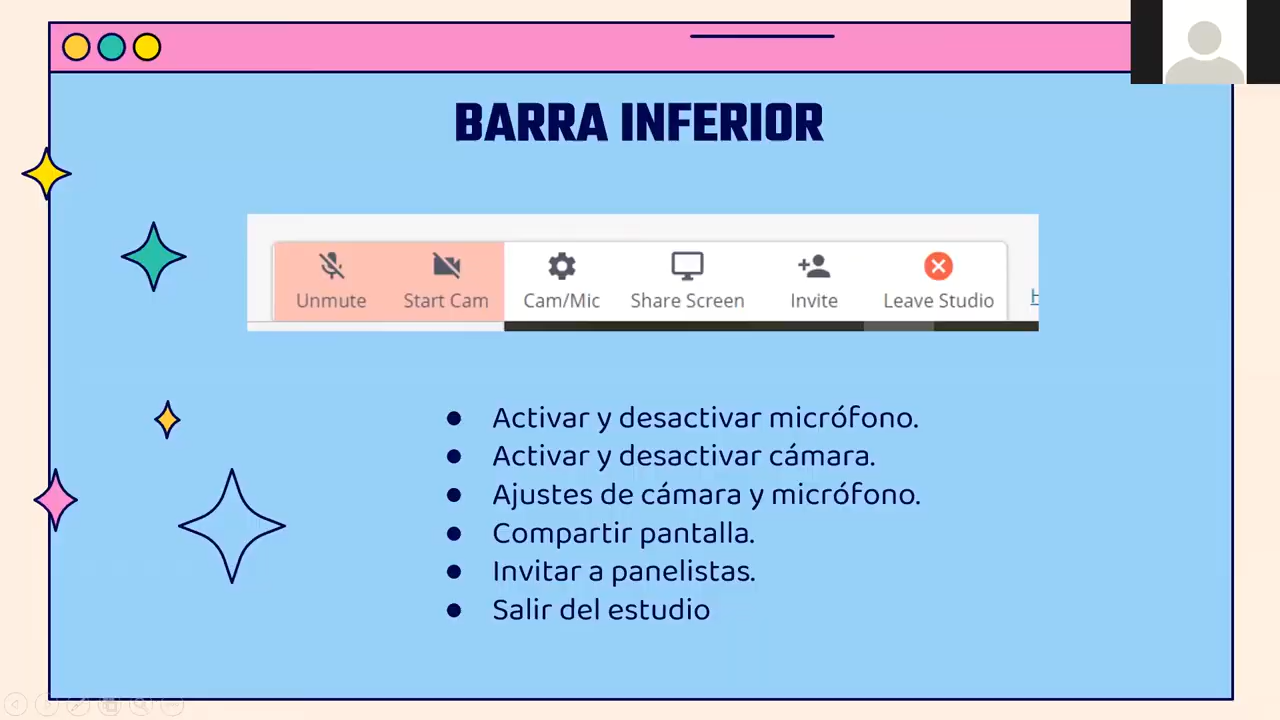 BARRA INFERIOR
Unmute Start Cam Cam/Mic Share Screen Invite Leave Studio
● Activar y desactivar micrófono.
● Activar y desactivar cámara.
● Ajustes de cámara y micrófono.
● Compartir pantalla.
● Invitar a panelistas.
● Salir del estudio